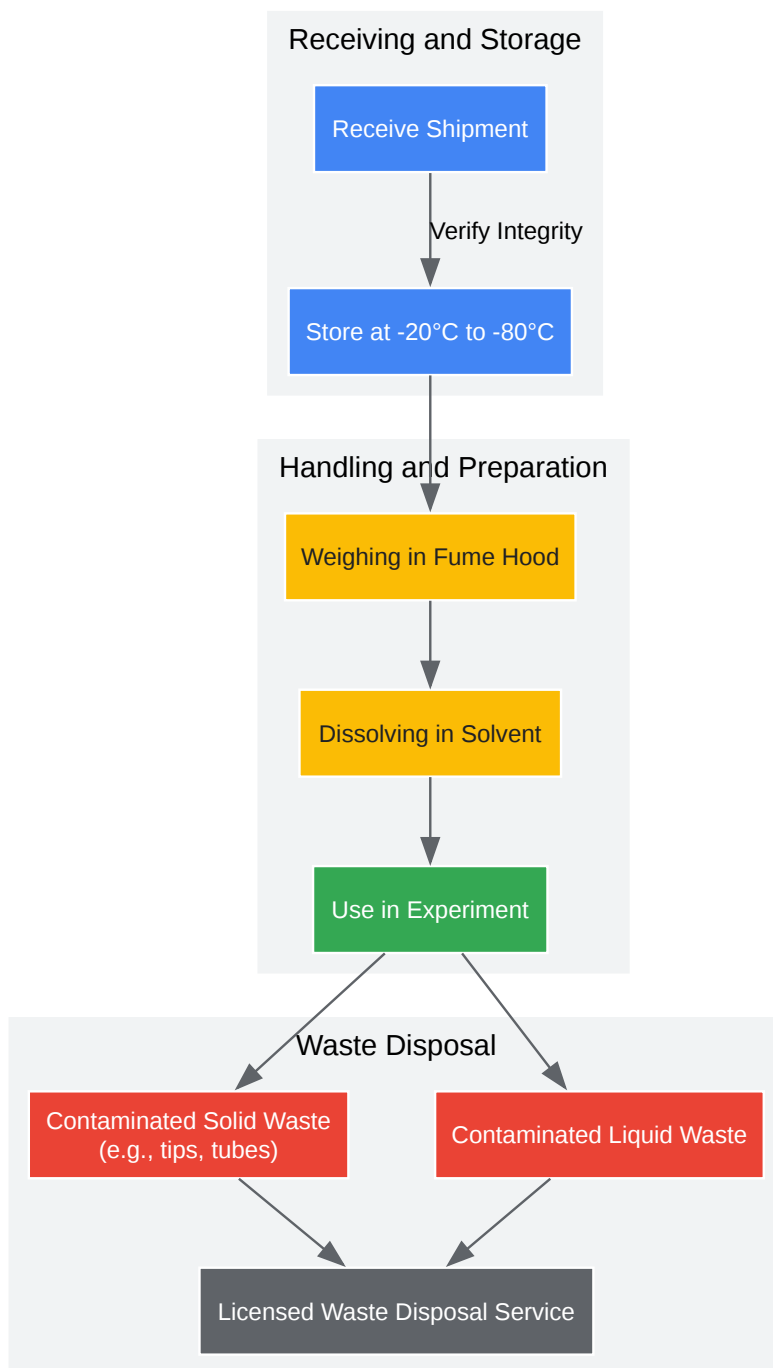 Receiving and Storage
Receive Shipment
Verify Integrity
Store at -20°C to -80°C
Handling and Preparation
Weighing in Fume Hood
Dissolving in Solvent
Use in Experiment
Waste Disposal
Contaminated Solid Waste
(e.g., tips, tubes)
Contaminated Liquid Waste
Licensed Waste Disposal Service